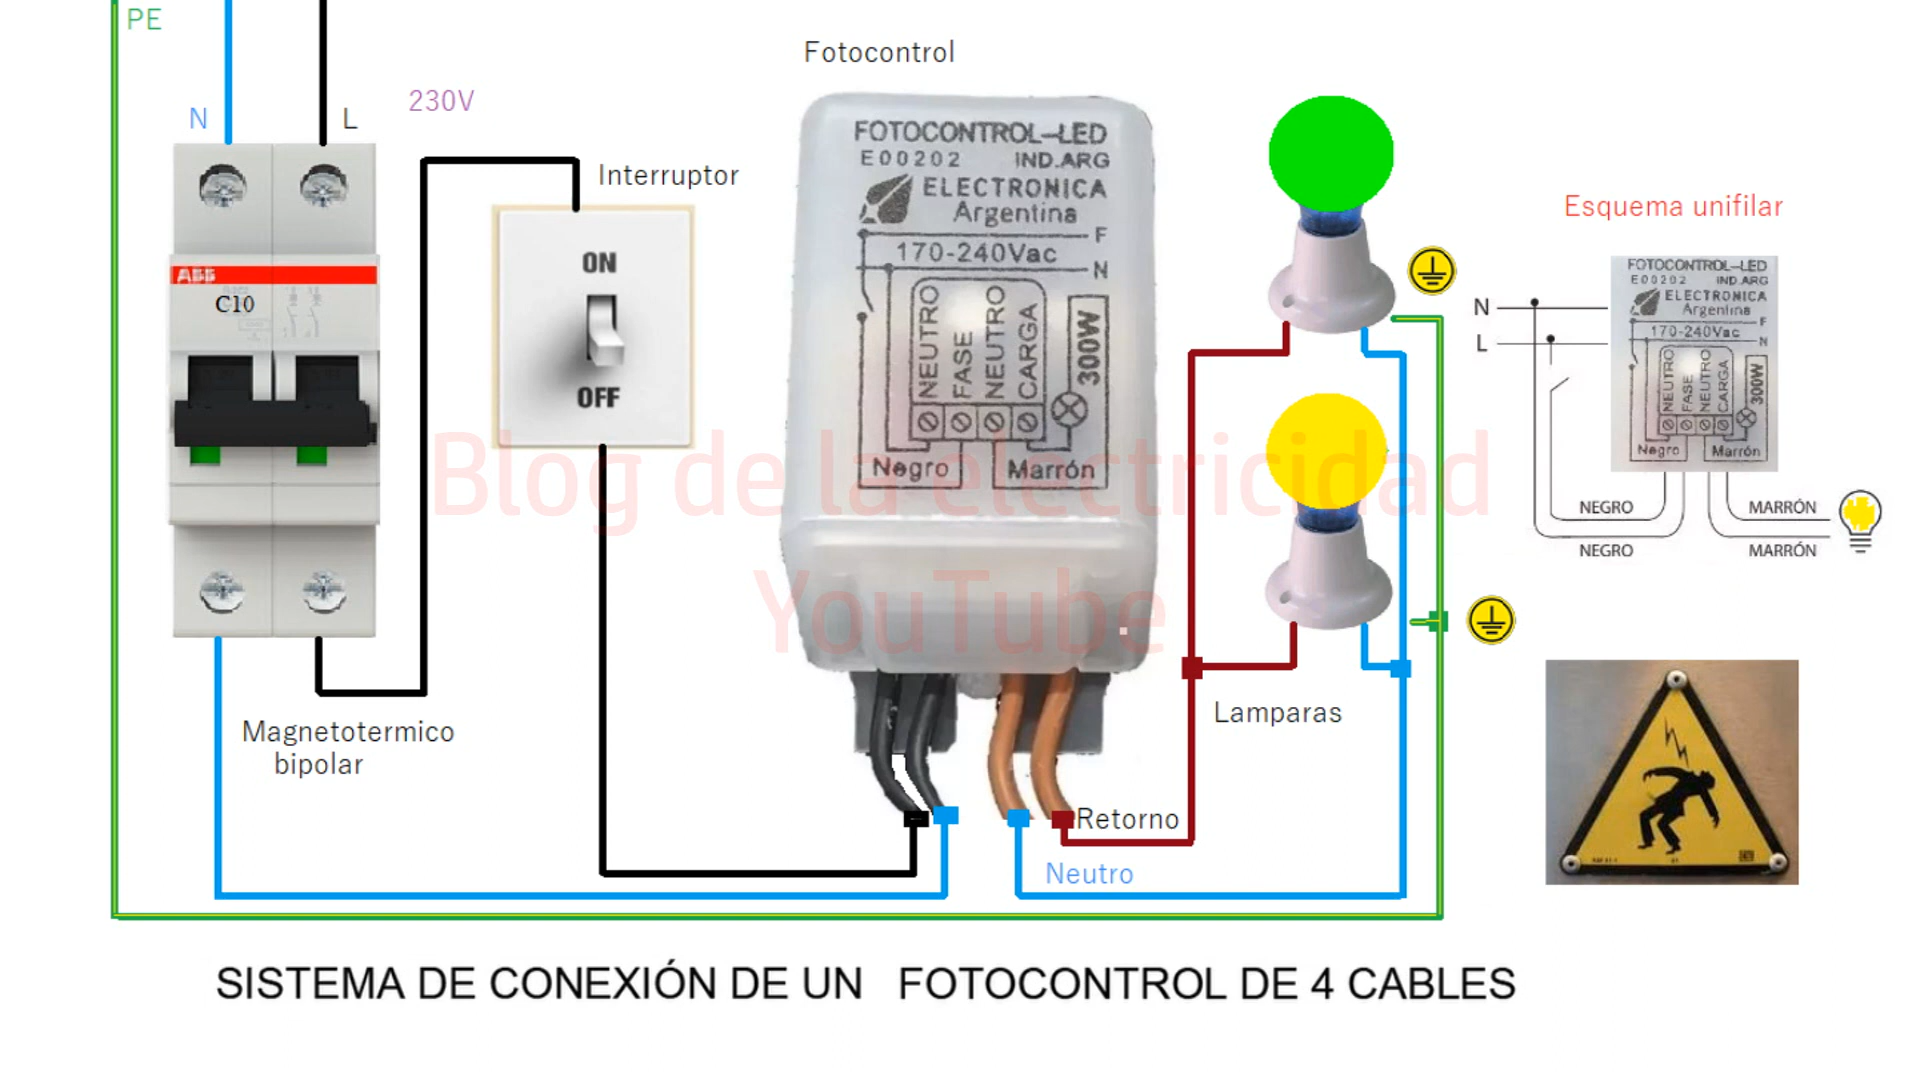 PE
N
L
230V
Fotocontrol
Interruptor
ABB
C10
ON
OFF
FOTOCONTROL-LED
E00202 IND.ARG
ELECTRONICA
Argentina
F
170-240Vac
N
NEUTRO
FASE
NEUTRO
CARGA
300W
Negro
Marrón
Esquema unifilar
FOTOCONTROL-LED
E00202 IND.ARG
ELECTRONICA
Argentina
F
170-240Vac
N
NEUTRO
FASE
NEUTRO
CARGA
300W
Negro
Marrón
N
L
NEGRO
MARRÓN
NEGRO
MARRÓN
Blog de la electricidad
YouTube
Magnetotermico
bipolar
Lamparas
Retorno
Neutro
SISTEMA DE CONEXIÓN DE UN FOTOCONTROL DE 4 CABLES